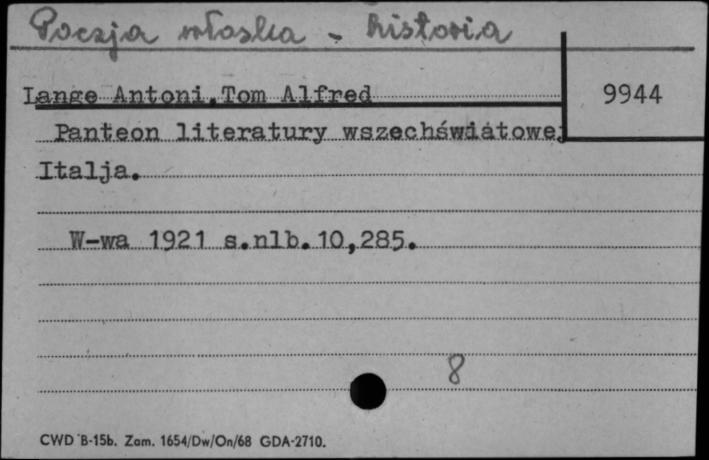 Poezja włoska - historia
Lange Antoni, Tom Alfred
9944
Panteon literatury wszechświatowej
Italja.
W-wa 1921 s.nlb.10,285.
8
CWD B-15b. Zam. 1654/Dw/On/68 GDA-2710.